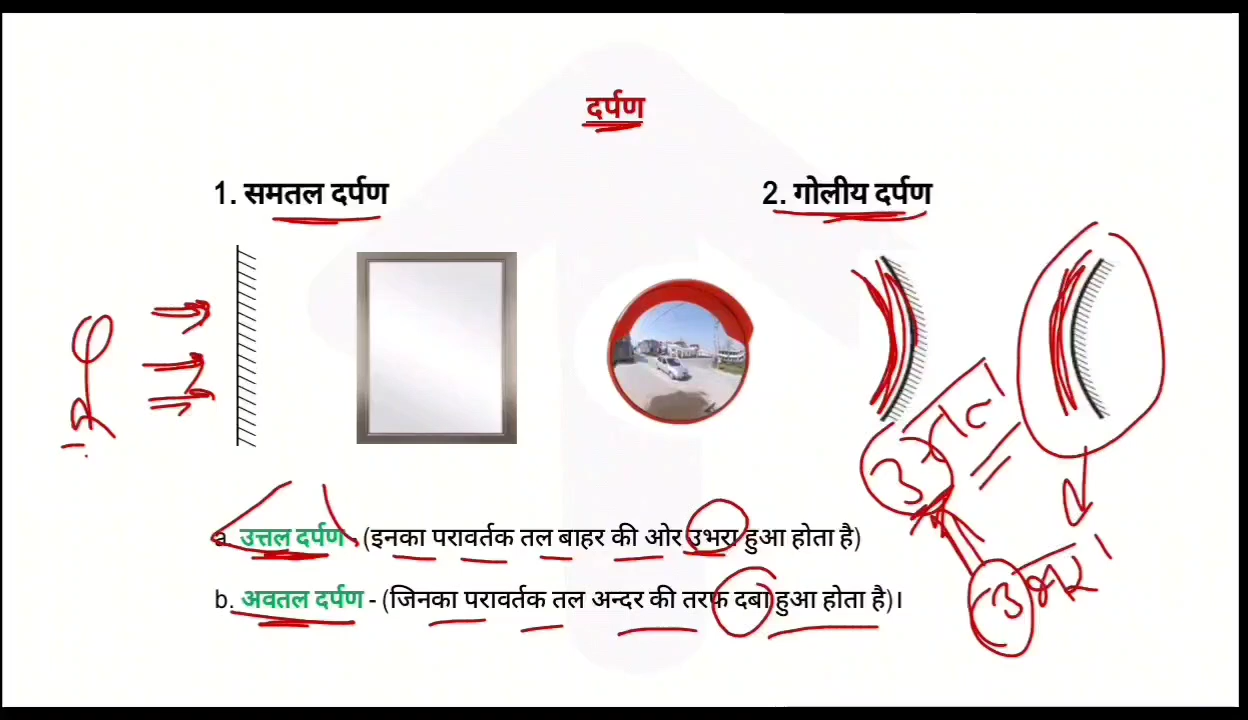 दर्पण
1. समतल दर्पण
2. गोलीय दर्पण
a. उत्तल दर्पण - (इनका परावर्तक तल बाहर की ओर उभरा हुआ होता है)
b. अवतल दर्पण - (जिनका परावर्तक तल अन्दर की तरफ दबा हुआ होता है)।